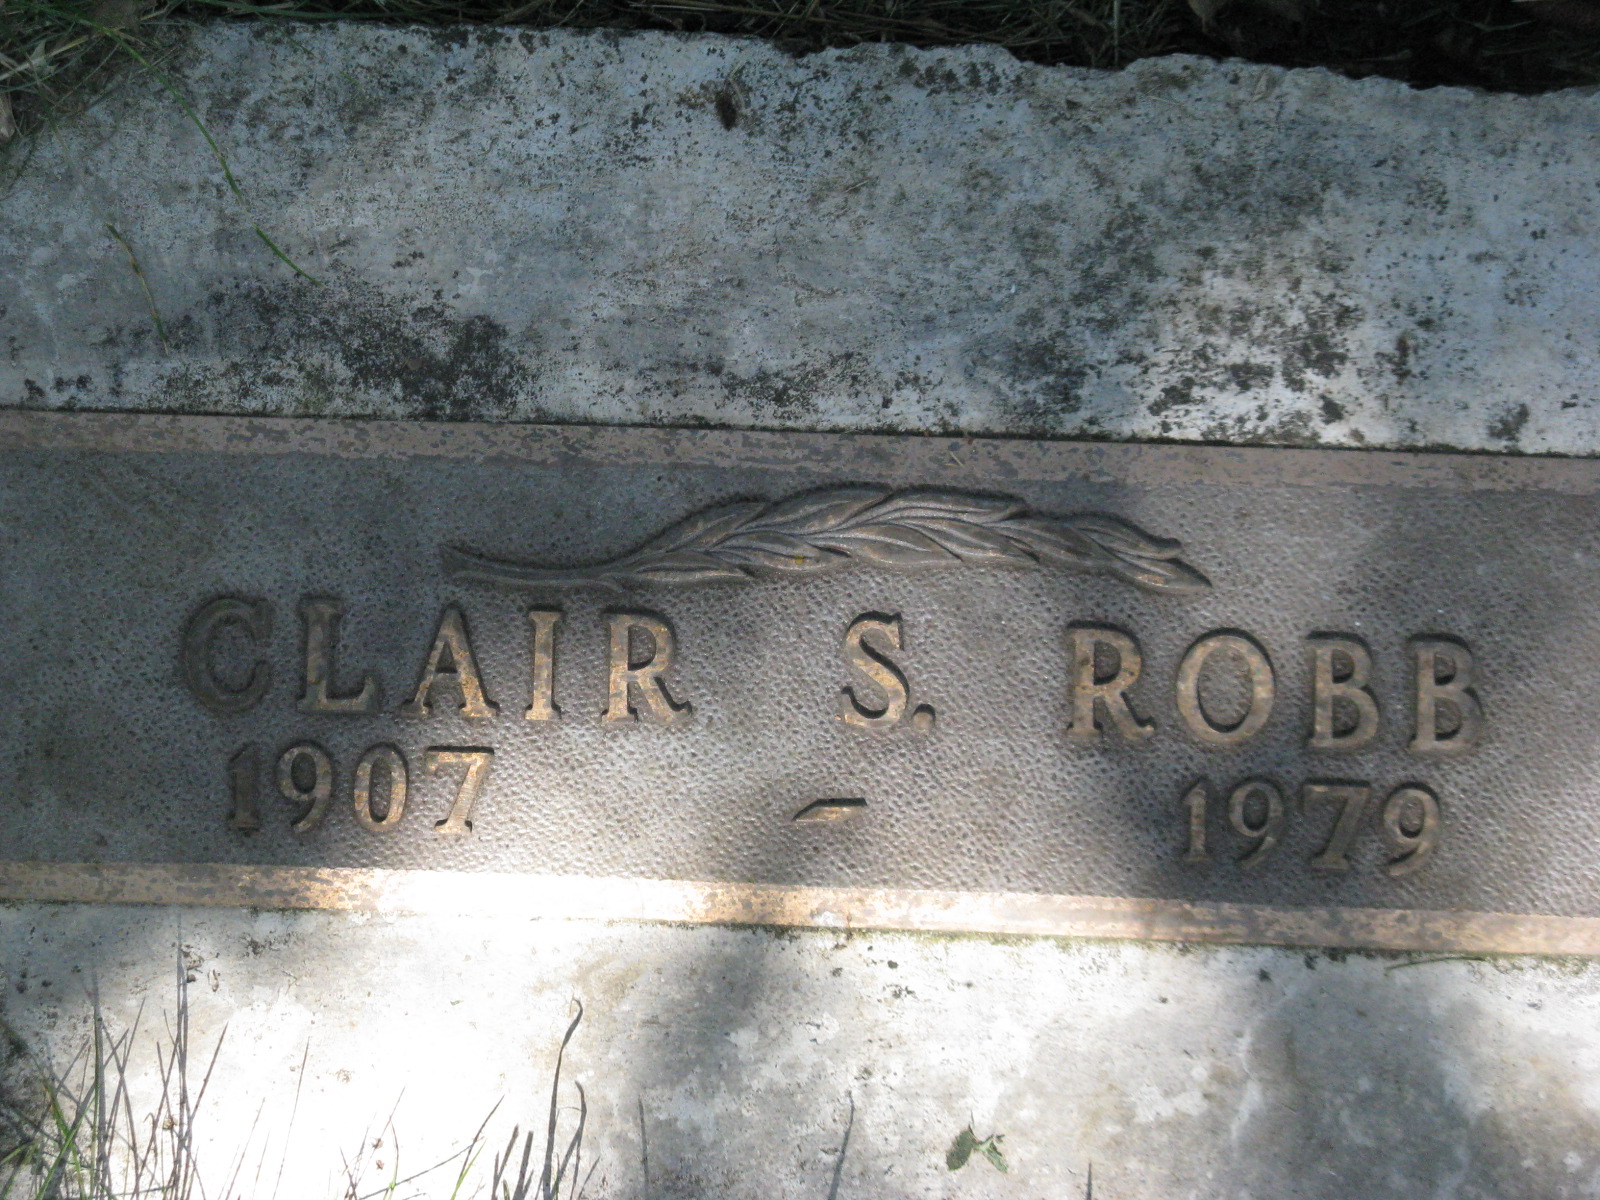 CLAIR S. ROBB
1907 - 1979